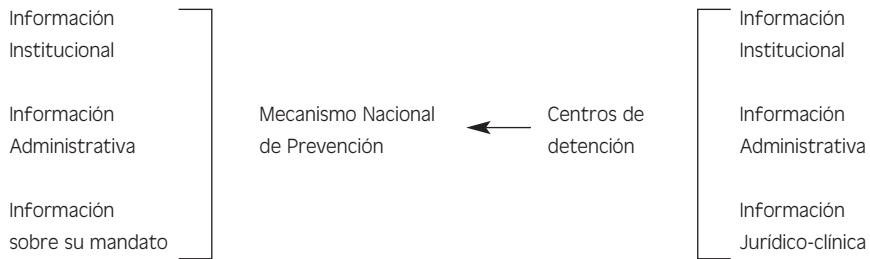 Información
Institucional
Información
Administrativa
Información
sobre su mandato
Mecanismo Nacional
de Prevención
Centros de
detención
Información
Institucional
Información
Administrativa
Información
Jurídico-clínica